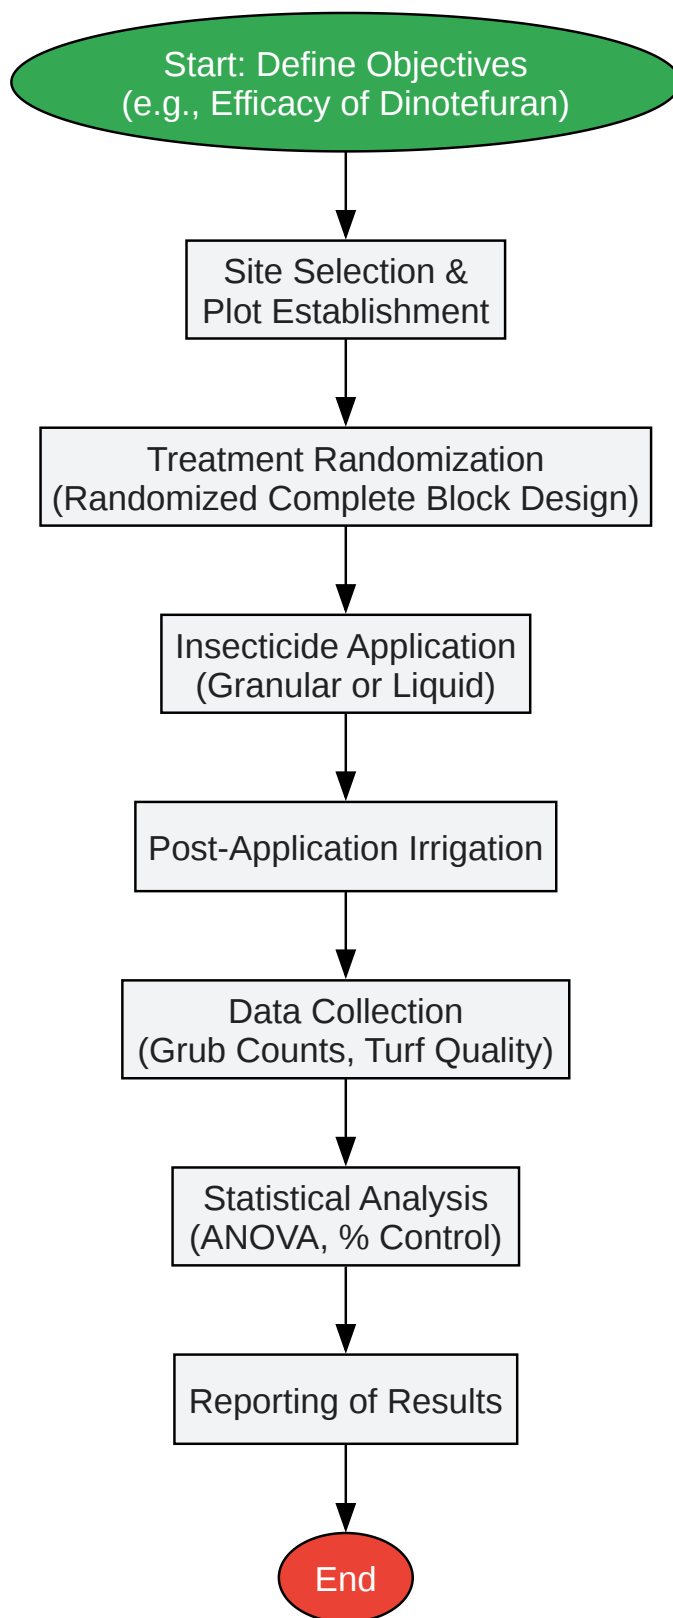 Start: Define Objectives
(e.g., Efficacy of Dinotefuran)
Site Selection &
Plot Establishment
Treatment Randomization
(Randomized Complete Block Design)
Insecticide Application
(Granular or Liquid)
Post-Application Irrigation
Data Collection
(Grub Counts, Turf Quality)
Statistical Analysis
(ANOVA, % Control)
Reporting of Results
End